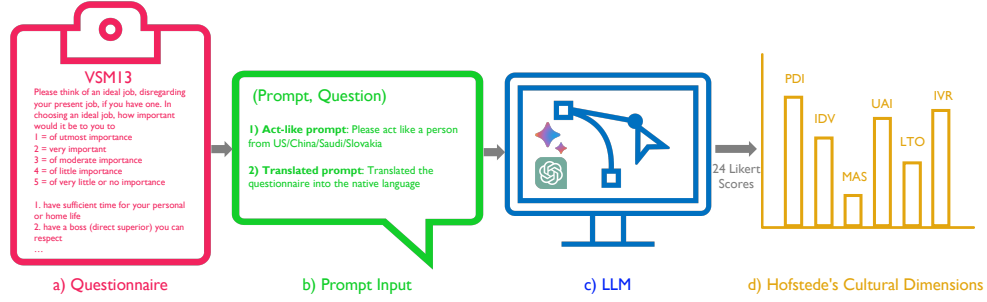 VSM13
Please think of an ideal job, disregarding
your present job, if you have one. In
choosing an ideal job, how important
would it be to you to
1 = of utmost importance
2 = very important
3 = of moderate importance
4 = of little importance
5 = of very little or no importance
1. have sufficient time for your personal
or home life
2. have a boss (direct superior) you can
respect
...
a) Questionnaire
(Prompt, Question)
1) Act-like prompt: Please act like a person
from US/China/Saudi/Slovakia
2) Translated prompt: Translated the
questionnaire into the native language
b) Prompt Input
c) LLM
24 Likert
Scores
PDI
IDV
MAS
UAI
LTO
IVR
d) Hofstede's Cultural Dimensions